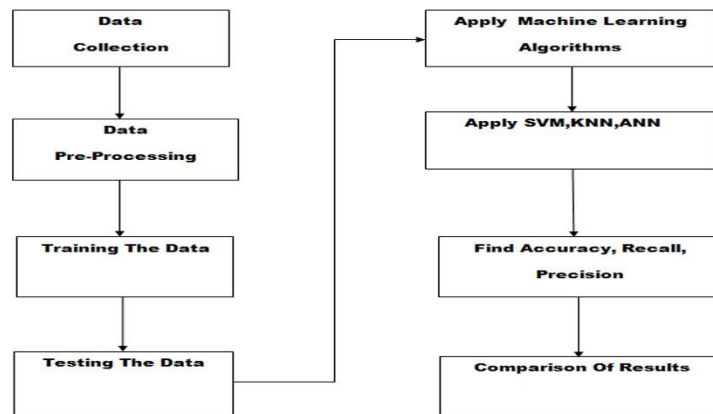 Data
Collection
Data
Pre-Processing
Training The Data
Testing The Data
Apply Machine Learning
Algorithms
Apply SVM,KNN,ANN
Find Accuracy, Recall,
Precision
Comparison Of Results